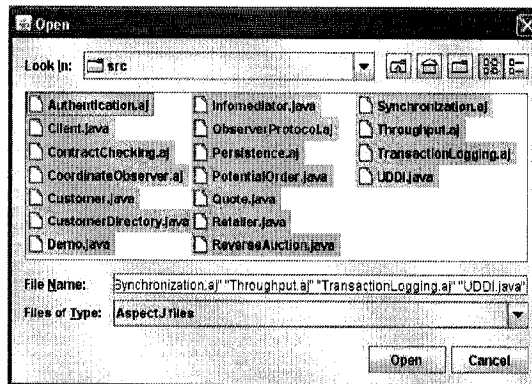 Open
Look In: src
Authentication.aj
Client.java
ContractChecking.aj
CoordinateObserver.aj
Customer.java
CustomerDirectory.java
Demo.java
Infomediator.java
ObserverProtocol.aj
Persistence.aj
PotentialOrder.java
Quote.java
Retailer.java
ReverseAuction.java
Synchronization.aj
Throughput.aj
TransactionLogging.aj
UDDI.java
File Name: Synchronization.aj" "Throughput.aj" "TransactionLogging.aj" "UDDI.java"
Files of Type: AspectJ files
Open Cancel